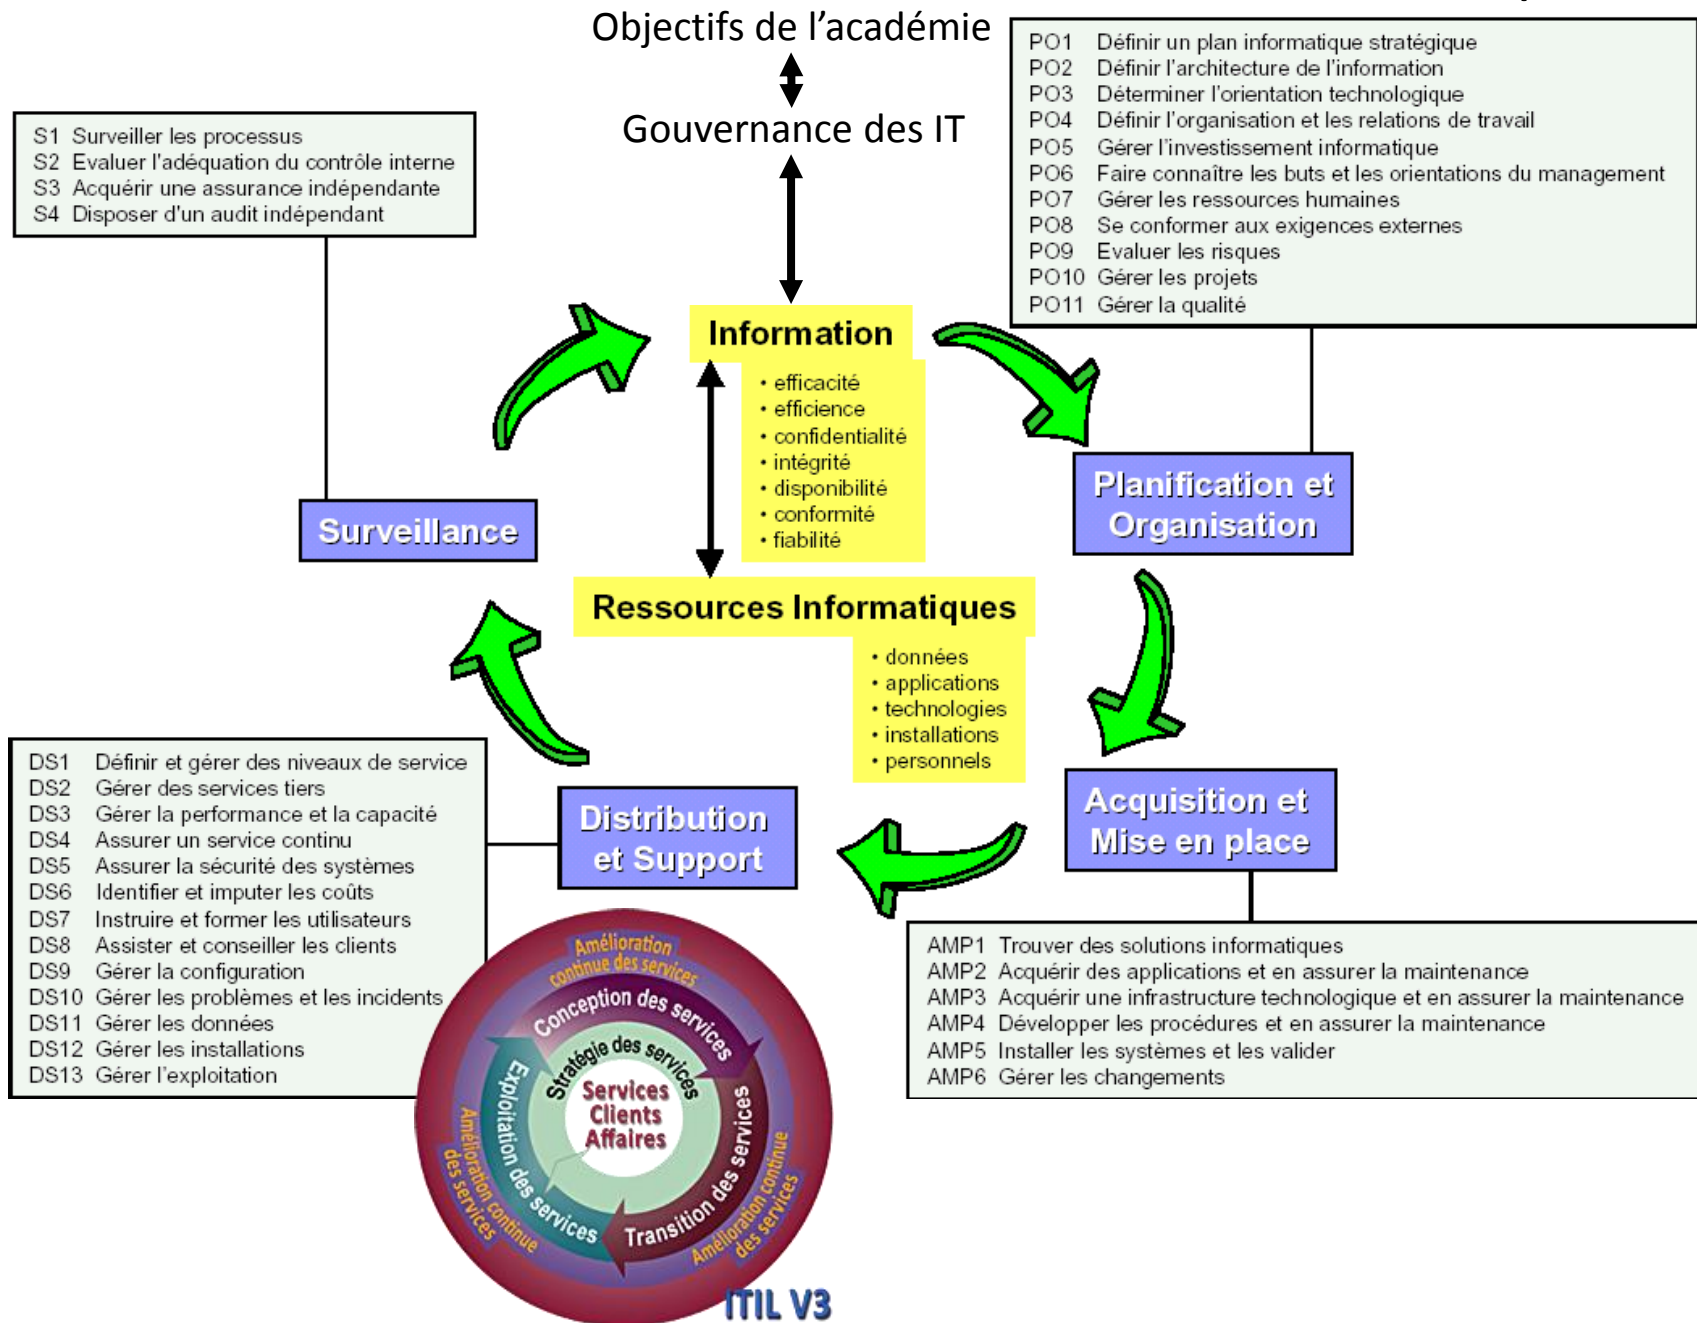 Objectifs de l’académie
Gouvernance des IT
S1 Surveiller les processus
S2 Evaluer l'adéquation du contrôle interne
S3 Acquérir une assurance indépendante
S4 Disposer d'un audit indépendant
PO1 Définir un plan informatique stratégique
PO2 Définir l'architecture de l'information
PO3 Déterminer l'orientation technologique
PO4 Définir l'organisation et les relations de travail
PO5 Gérer l'investissement informatique
PO6 Faire connaître les buts et les orientations du management
PO7 Gérer les ressources humaines
PO8 Se conformer aux exigences externes
PO9 Evaluer les risques
PO10 Gérer les projets
PO11 Gérer la qualité
Information
• efficacité
• efficience
• confidentialité
• intégrité
• disponibilité
• conformité
• fiabilité
Planification et
Organisation
Surveillance
Ressources Informatiques
• données
• applications
• technologies
• installations
• personnels
DS1 Définir et gérer des niveaux de service
DS2 Gérer des services tiers
DS3 Gérer la performance et la capacité
DS4 Assurer un service continu
DS5 Assurer la sécurité des systèmes
DS6 Identifier et imputer les coûts
DS7 Instruire et former les utilisateurs
DS8 Assister et conseiller les clients
DS9 Gérer la configuration
DS10 Gérer les problèmes et les incidents
DS11 Gérer les données
DS12 Gérer les installations
DS13 Gérer l'exploitation
Distribution
et Support
Acquisition et
Mise en place
AMP1 Trouver des solutions informatiques
AMP2 Acquérir des applications et en assurer la maintenance
AMP3 Acquérir une infrastructure technologique et en assurer la maintenance
AMP4 Développer les procédures et en assurer la maintenance
AMP5 Installer les systèmes et les valider
AMP6 Gérer les changements
Amélioration
continue des services
Conception des services
Stratégie des services
Services
Clients
Affaires
Exploitation des services
Transition des services
Amélioration continue
des services
Amélioration continue
des services
ITIL V3